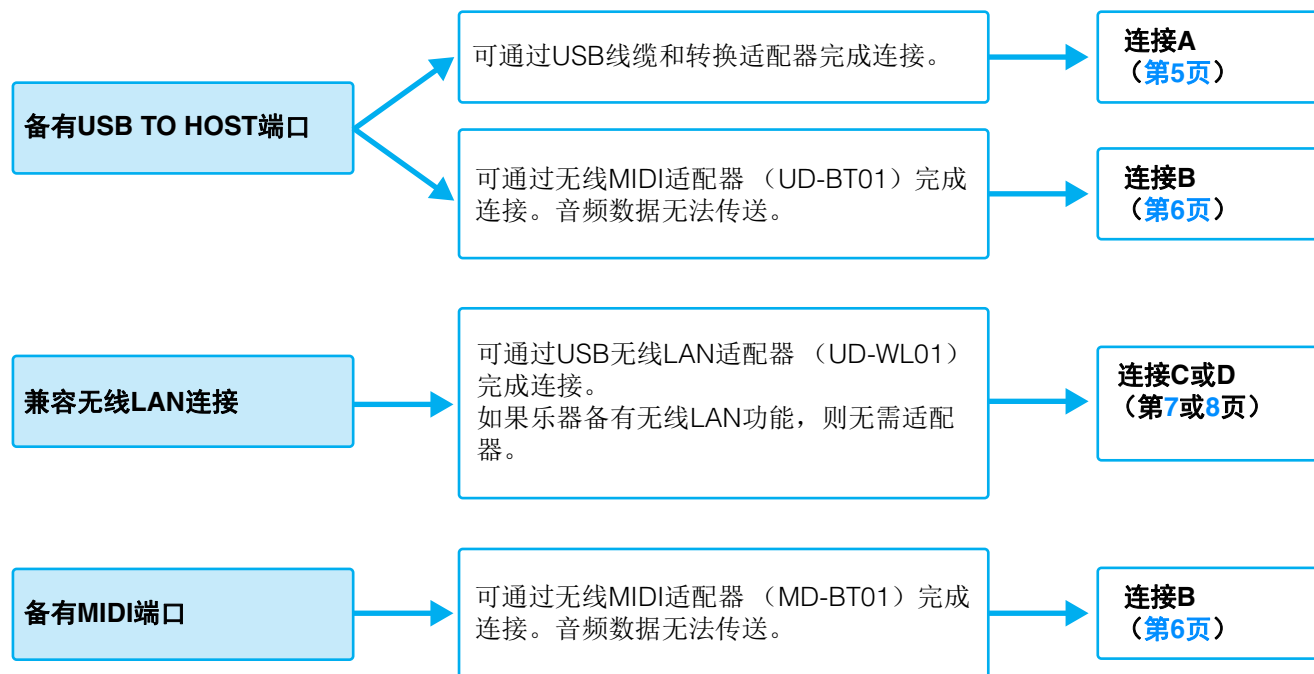 备有USB TO HOST端口
可通过USB线缆和转换适配器完成连接。
连接A
（第5页）
可通过无线MIDI适配器 （UD-BT01）完成
连接。音频数据无法传送。
连接B
（第6页）
兼容无线LAN连接
可通过USB无线LAN适配器 （UD-WL01）
完成连接。
如果乐器备有无线LAN功能，则无需适配
器。
连接C或D
（第7或8页）
备有MIDI端口
可通过无线MIDI适配器 （MD-BT01）完成
连接。音频数据无法传送。
连接B
（第6页）